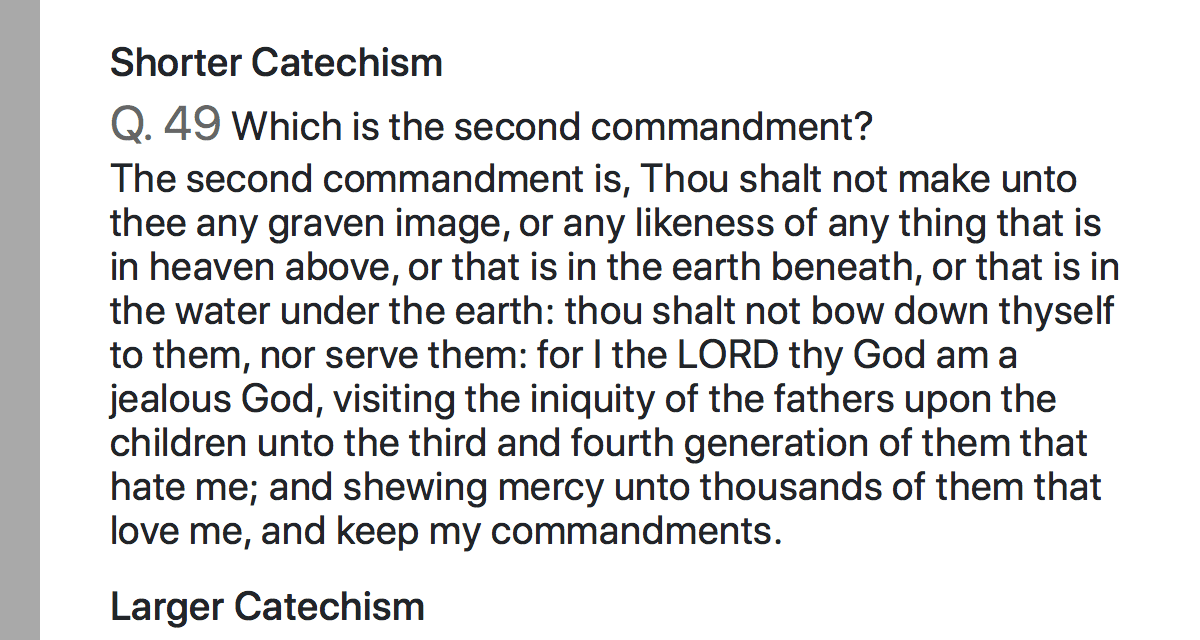 Shorter Catechism
Q. 49 Which is the second commandment?
The second commandment is, Thou shalt not make unto
thee any graven image, or any likeness of any thing that is
in heaven above, or that is in the earth beneath, or that is in
the water under the earth: thou shalt not bow down thyself
to them, nor serve them: for I the LORD thy God am a
jealous God, visiting the iniquity of the fathers upon the
children unto the third and fourth generation of them that
hate me; and shewing mercy unto thousands of them that
love me, and keep my commandments.
Larger Catechism